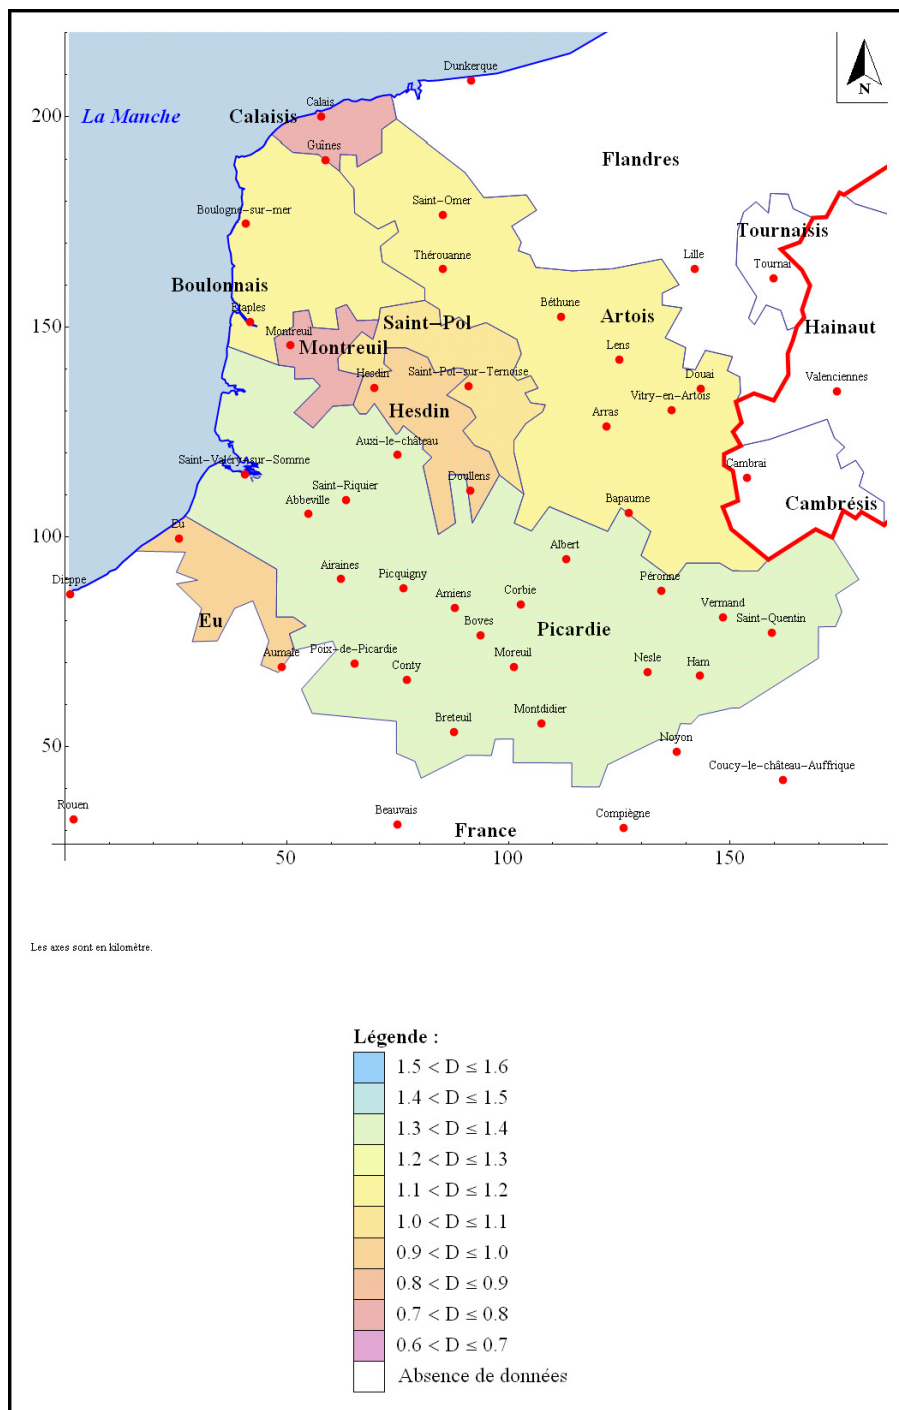 Dunkerque
N
200
La Manche
Calaisis
Calais
Guînes
Flandres
Boulogne-sur-mer
Saint-Omer
Thérouanne
Lille
Tournaisis
Tournai
Boulonnais
Etaples
150
Saint-Pol
Béthune
Artois
Hainaut
Montreuil
Montreuil
Lens
Hesdin
Saint-Pol-sur-Ternoise
Douai
Valenciennes
Vitry-en-Artois
Hesdin
Arras
Auxi-le-château
Saint-Valéry-sur-Somme
Cambrai
Doullens
Saint-Riquier
Abbeville
Bapaume
Cambrésis
100
Eu
Albert
Dieppe
Airaines
Picquigny
Péronne
Amiens
Corbie
Vermand
Eu
Boves
Picardie
Saint-Quentin
Aumale
Poix-de-Picardie
Moreuil
Nesle
Ham
Conty
Breteuil
Montdidier
50
Noyon
Coucy-le-château-Auffrique
Rouen
Beauvais
France
Compiègne
50
100
150
Les axes sont en kilomètre.
Légende :
1.5 < D ≤ 1.6
1.4 < D ≤ 1.5
1.3 < D ≤ 1.4
1.2 < D ≤ 1.3
1.1 < D ≤ 1.2
1.0 < D ≤ 1.1
0.9 < D ≤ 1.0
0.8 < D ≤ 0.9
0.7 < D ≤ 0.8
0.6 < D ≤ 0.7
Absence de données